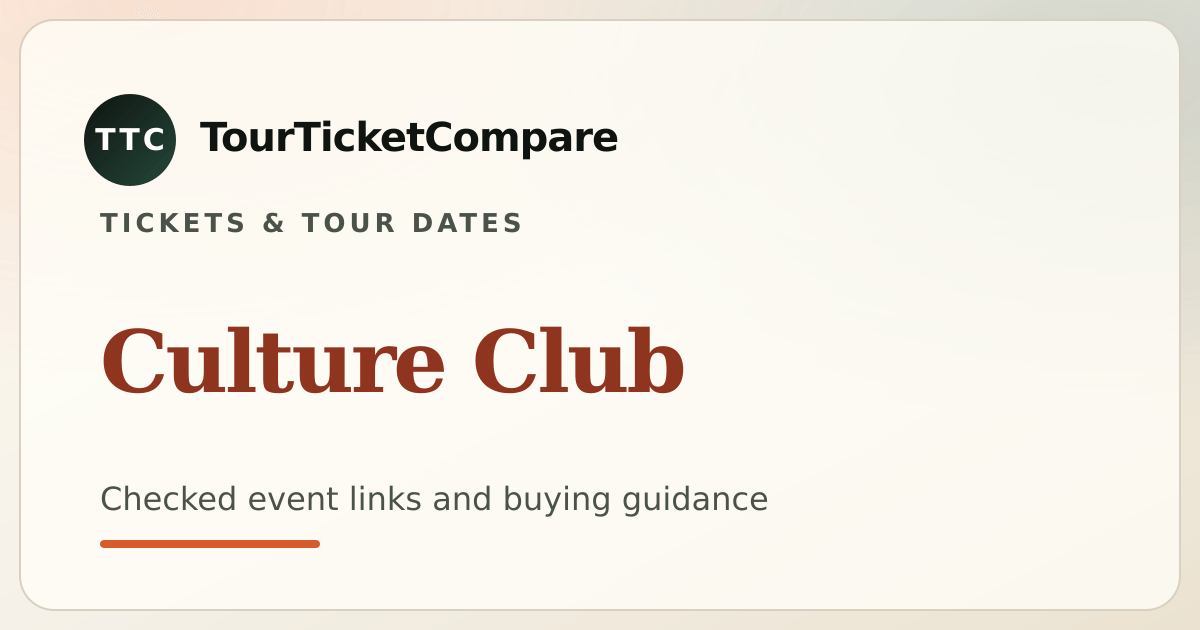 TTC TourTicketCompare
TICKETS & TOUR DATES
Culture Club
Checked event links and buying guidance